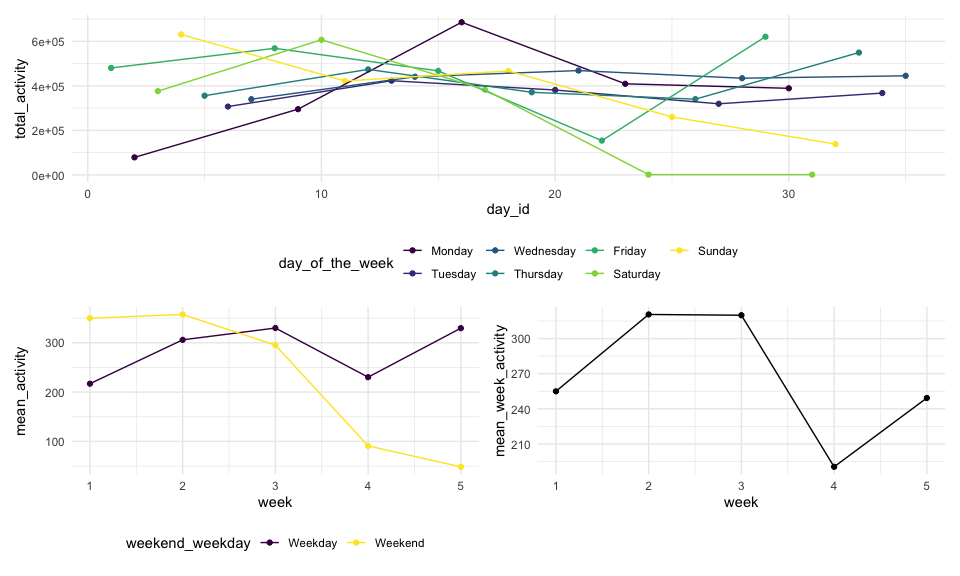 total_activity
6e+05
4e+05
2e+05
0e+00
0 10 20 30
day_id
day_of_the_week Monday Wednesday Friday Sunday
Tuesday Thursday Saturday
mean_activity
300
200
100
1 2 3 4 5
week
weekend_weekday Weekday Weekend
mean_week_activity
300
270
240
210
1 2 3 4 5
week